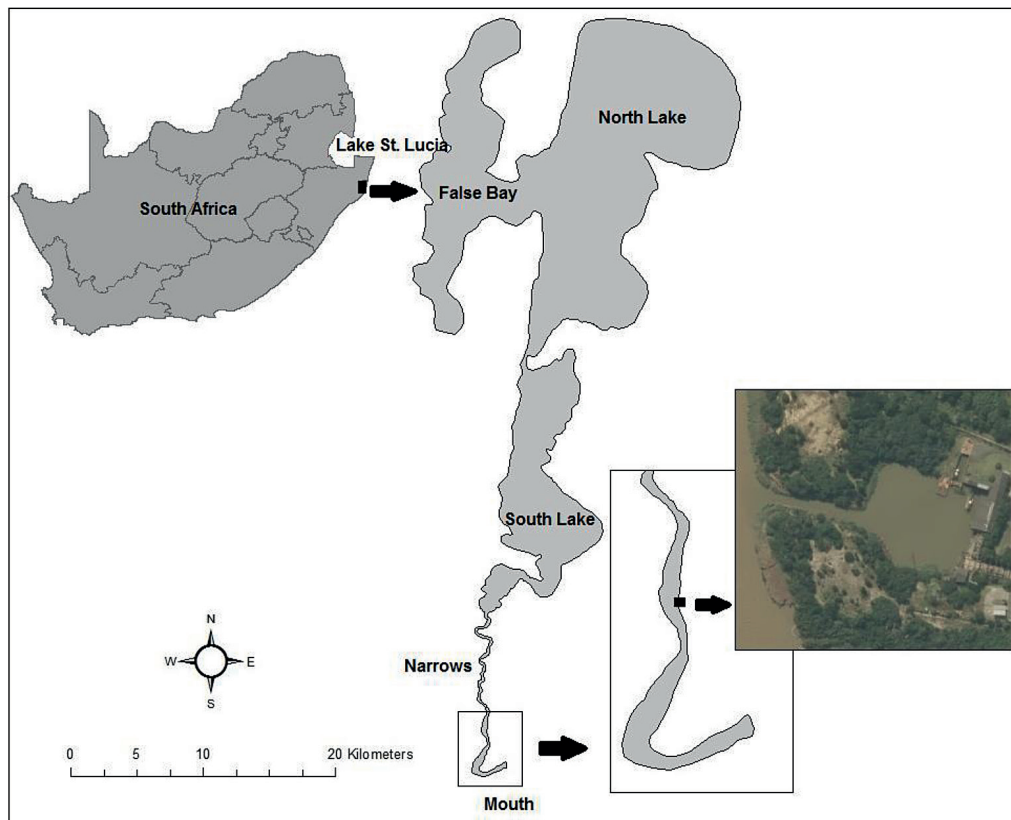 North Lake
Lake St. Lucia
False Bay
South Africa
South Lake
N
W E
S
Narrows
0 5 10 20 Kilometers
Mouth